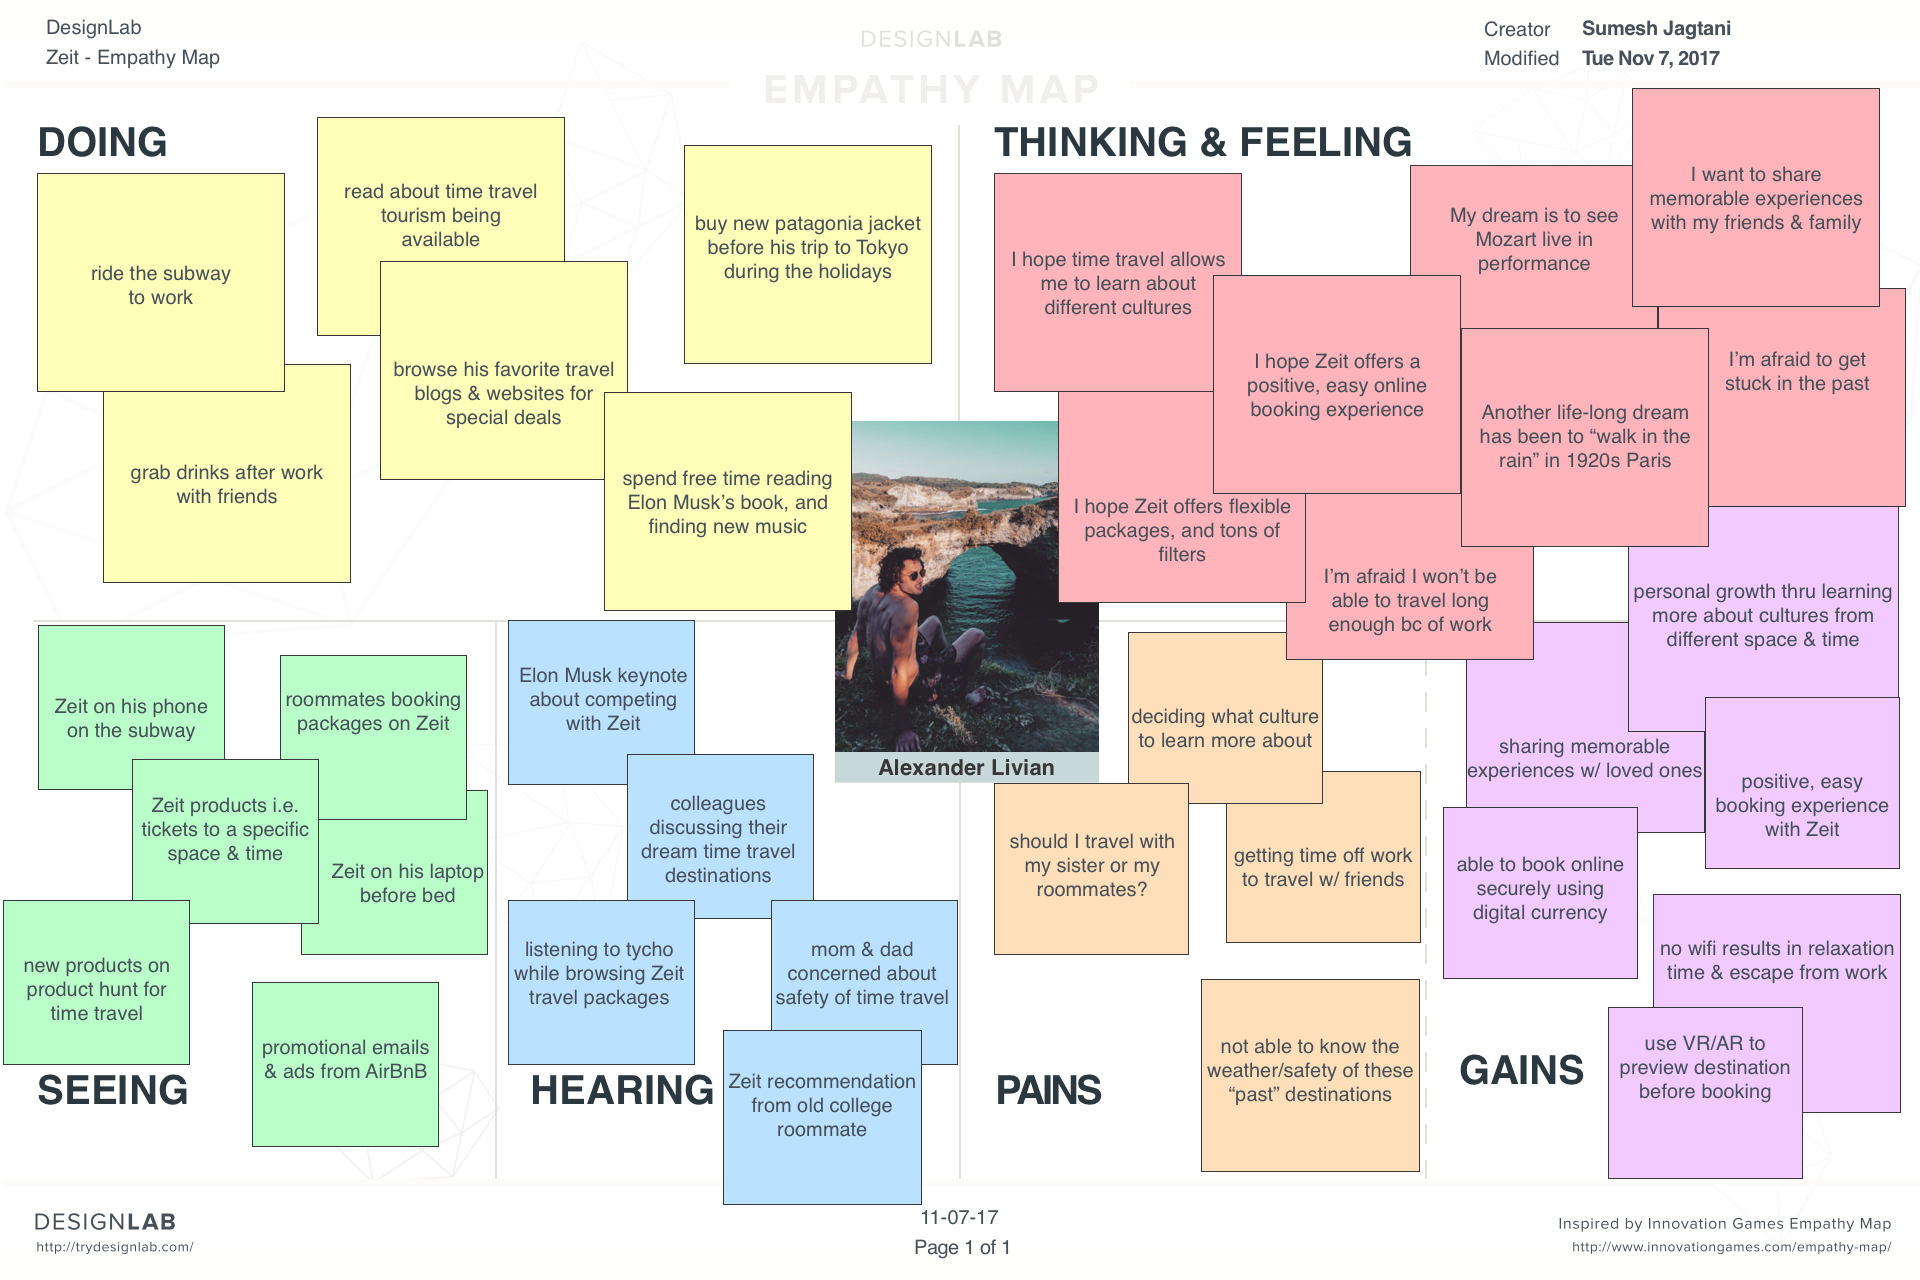 DesignLab
Zeit - Empathy Map
DESIGNLAB
EMPATHY MAP
Creator Sumesh Jagtani
Modified Tue Nov 7, 2017
DOING
ride the subway
to work
read about time travel
tourism being
available
buy new patagonia jacket
before his trip to Tokyo
during the holidays
browse his favorite travel
blogs & websites for
special deals
grab drinks after work
with friends
spend free time reading
Elon Musk’s book, and
finding new music
THINKING & FEELING
I hope time travel allows
me to learn about
different cultures
My dream is to see
Mozart live in
performance
I want to share
memorable experiences
with my friends & family
I hope Zeit offers a
positive, easy online
booking experience
Another life-long dream
has been to “walk in the
rain” in 1920s Paris
I’m afraid to get
stuck in the past
I hope Zeit offers flexible
packages, and tons of
filters
I’m afraid I won’t be
able to travel long
enough bc of work
Alexander Livian
Zeit on his phone
on the subway
roommates booking
packages on Zeit
Zeit products i.e.
tickets to a specific
space & time
Zeit on his laptop
before bed
new products on
product hunt for
time travel
promotional emails
& ads from AirBnB
SEEING
Elon Musk keynote
about competing
with Zeit
colleagues
discussing their
dream time travel
destinations
listening to tycho
while browsing Zeit
travel packages
mom & dad
concerned about
safety of time travel
Zeit recommendation
from old college
roommate
HEARING
deciding what culture
to learn more about
should I travel with
my sister or my
roommates?
getting time off work
to travel w/ friends
not able to know the
weather/safety of these
“past” destinations
PAINS
personal growth thru learning
more about cultures from
different space & time
sharing memorable
experiences w/ loved ones
positive, easy
booking experience
with Zeit
able to book online
securely using
digital currency
no wifi results in relaxation
time & escape from work
use VR/AR to
preview destination
before booking
GAINS
DESIGNLAB
http://trydesignlab.com/
11-07-17
Page 1 of 1
Inspired by Innovation Games Empathy Map
http://www.innovationgames.com/empathy-map/